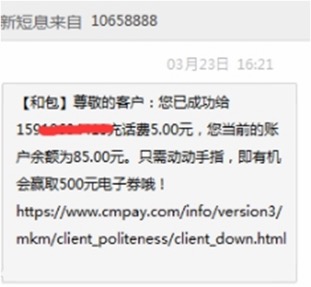 新短息来自 10658888
03月23日 16:21
【和包】尊敬的客户：您已成功给
159 充话费5.00元，您当前的账
户余额为85.00元。只需动动手指，即有机
会赢取500元电子券哦！
https://www.cmpay.com/info/version3/
mkm/client_politeness/client_down.html